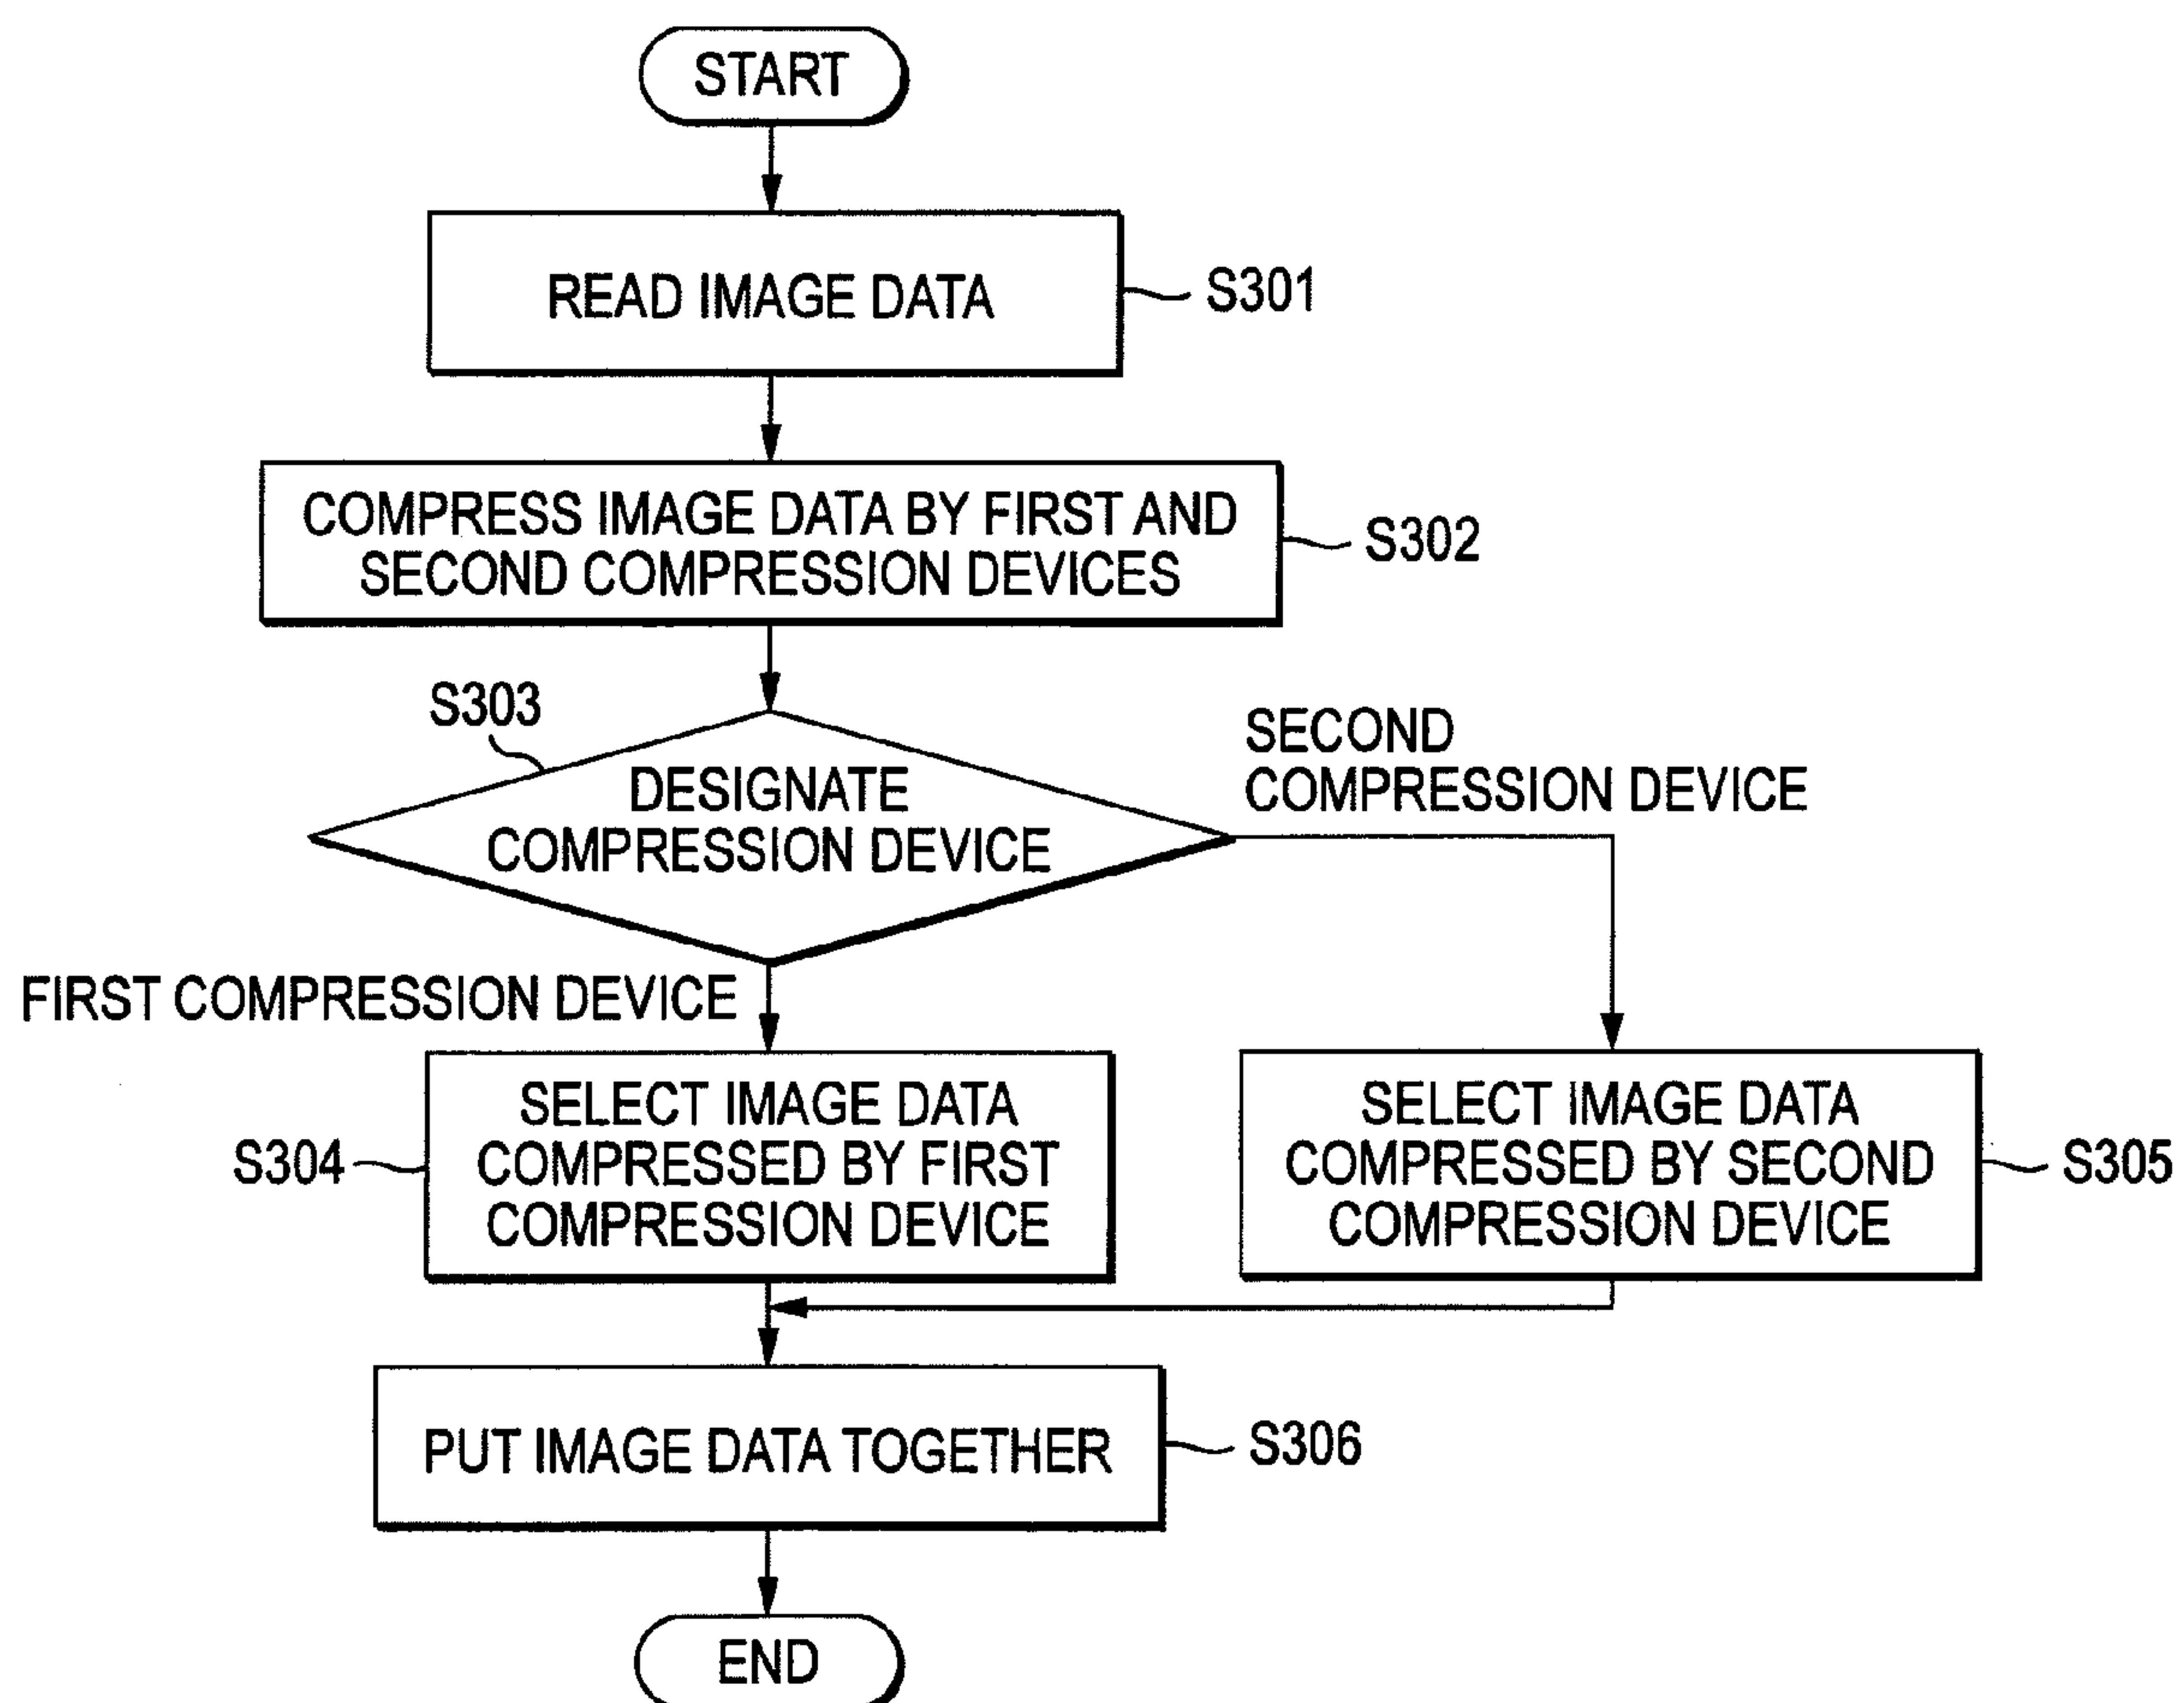 START
READ IMAGE DATA
S301
COMPRESS IMAGE DATA BY FIRST AND
SECOND COMPRESSION DEVICES
S302
S303
DESIGNATE
COMPRESSION DEVICE
SECOND
COMPRESSION DEVICE
FIRST COMPRESSION DEVICE
S304
SELECT IMAGE DATA
COMPRESSED BY FIRST
COMPRESSION DEVICE
SELECT IMAGE DATA
COMPRESSED BY SECOND
COMPRESSION DEVICE
S305
PUT IMAGE DATA TOGETHER
S306
END